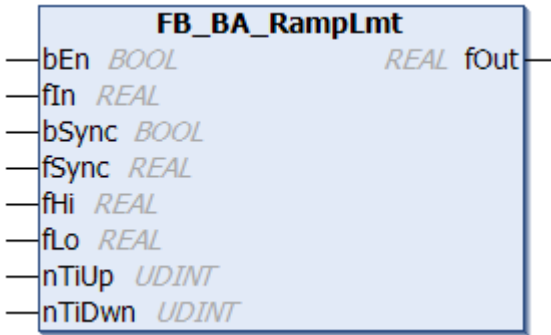 FB_BA_RampLmt
bEn BOOL REAL fOut
fIn REAL
bSync BOOL
fSync REAL
fHi REAL
fLo REAL
nTiUp UDINT
nTiDwn UDINT